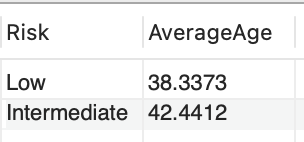 Risk AverageAge
Low 38.3373
Intermediate 42.4412